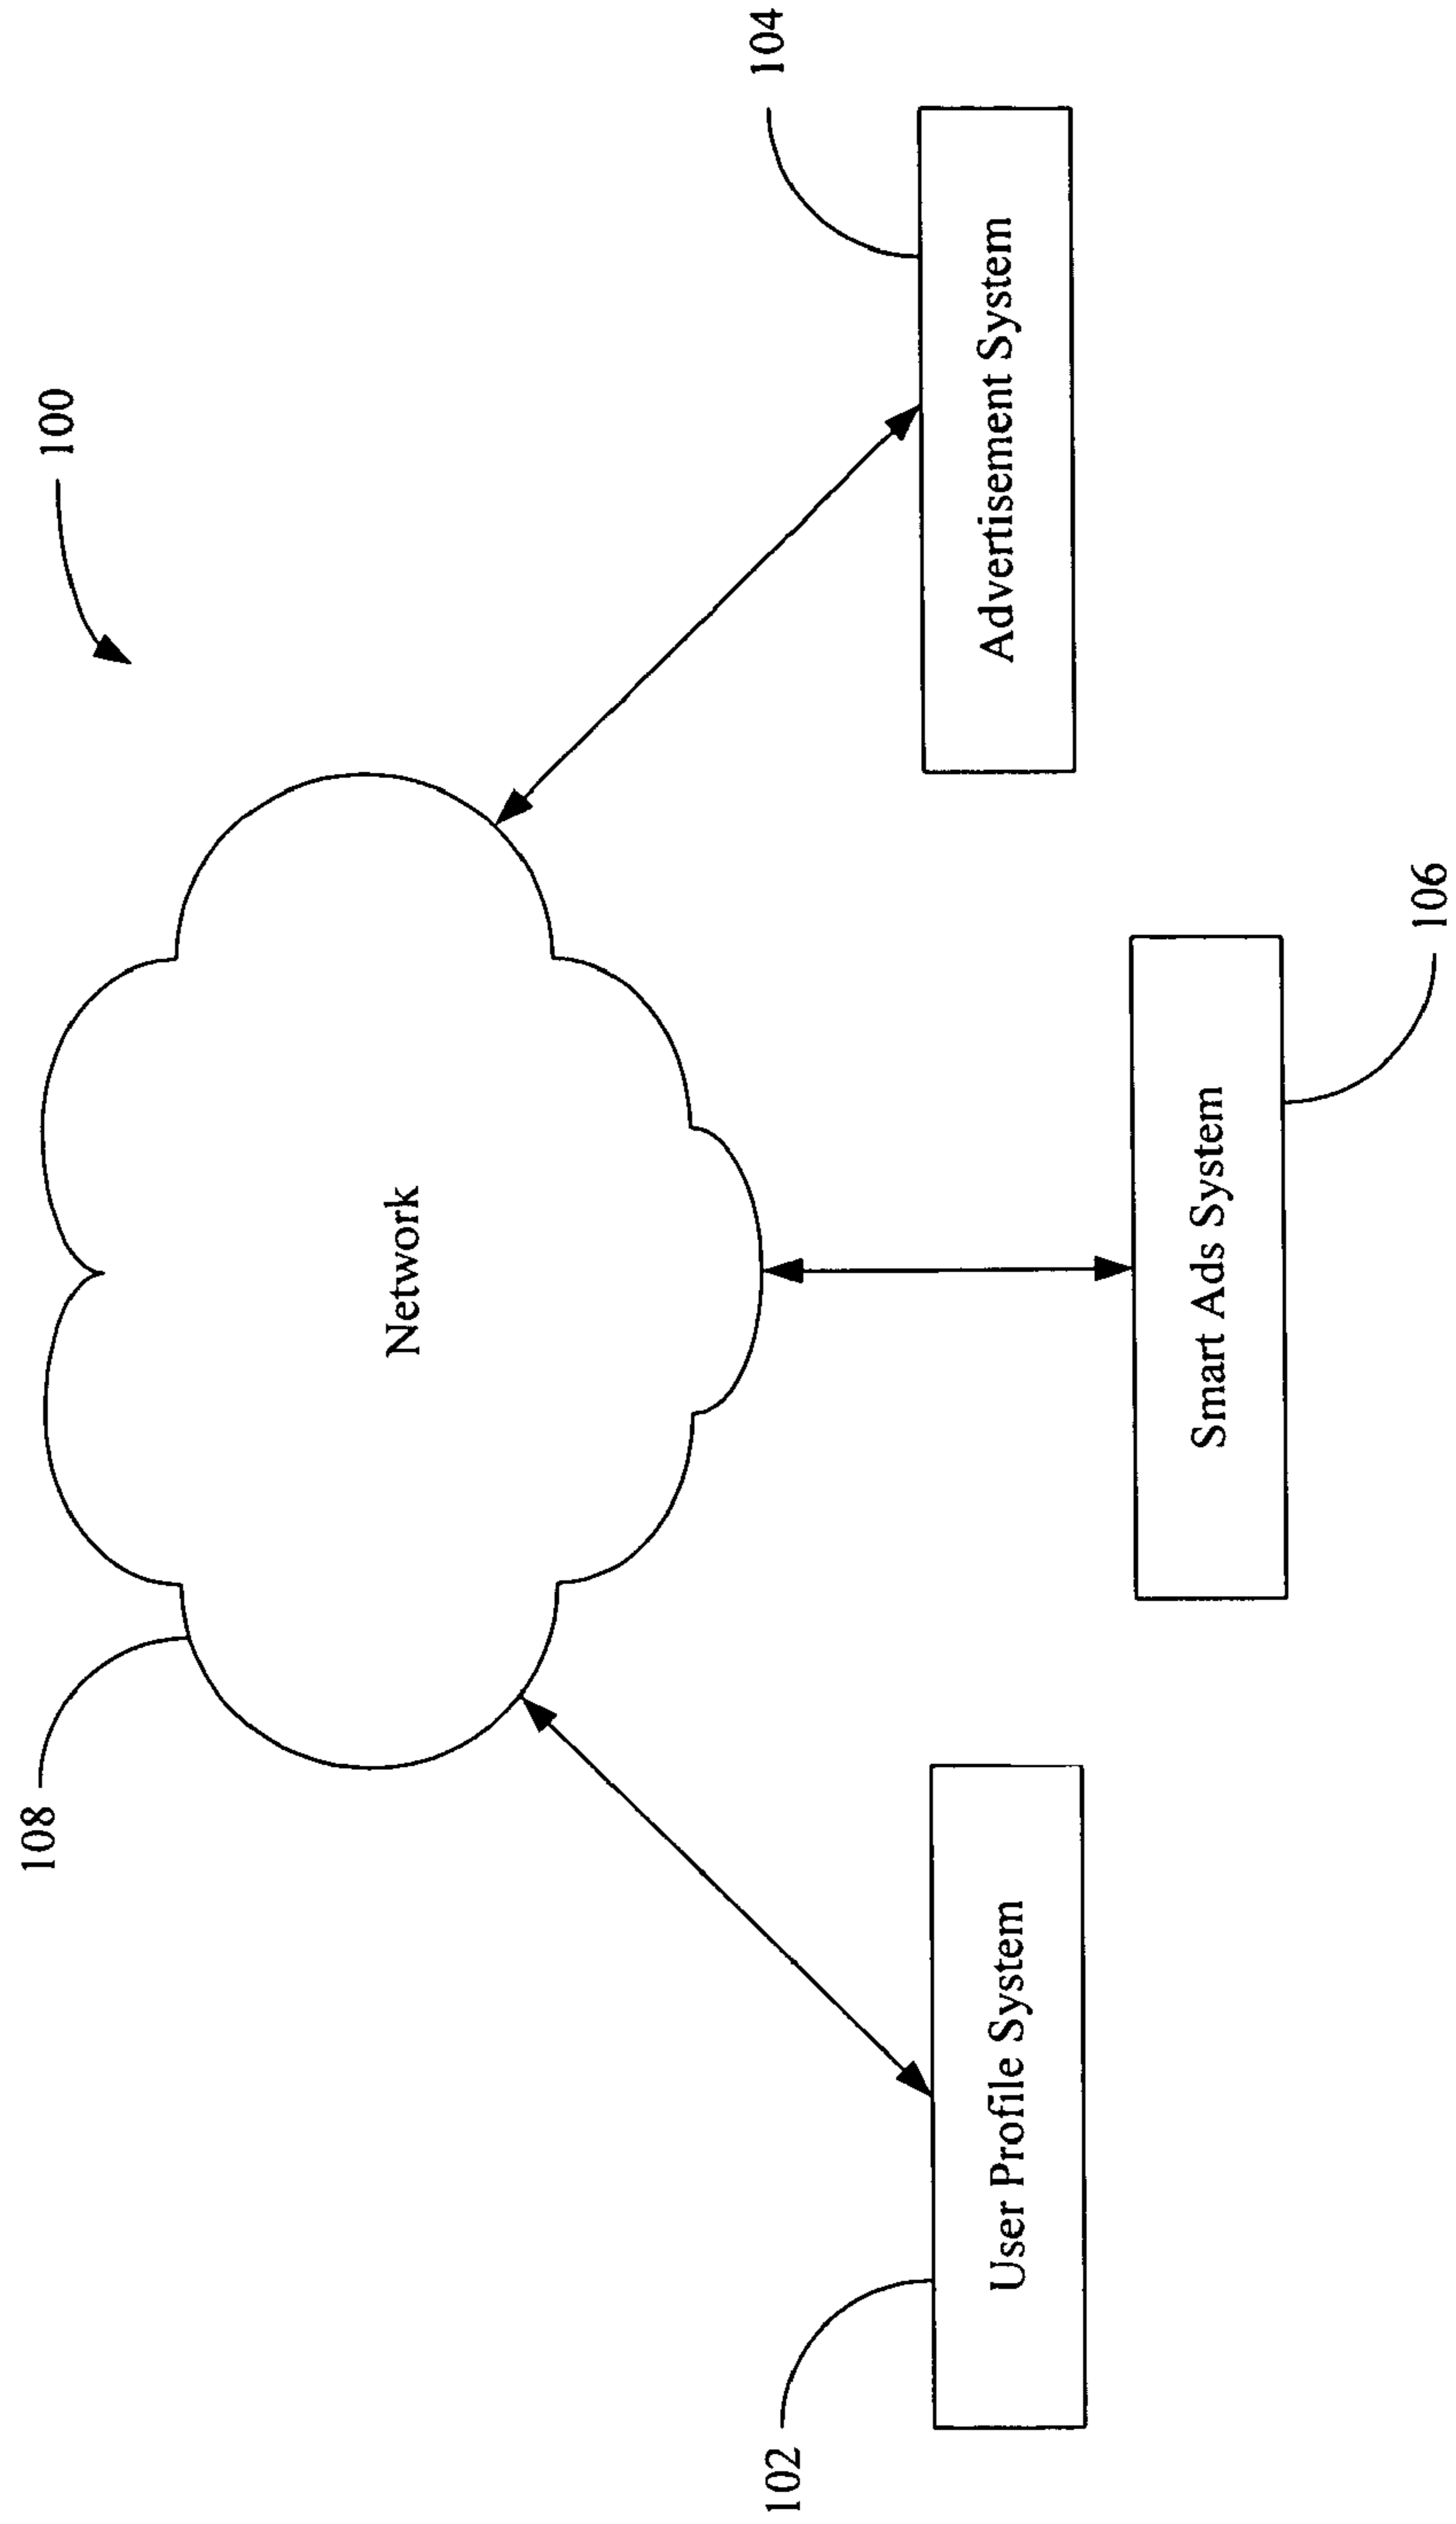 100
108
Network
102
User Profile System
Smart Ads System
106
Advertisement System
104